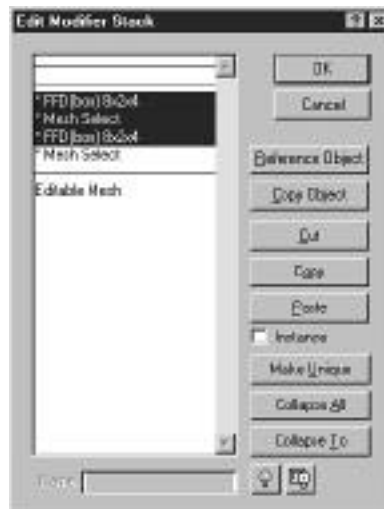 Edit Modifier Stack
OK
Cancel
* FFD(box) 8x2x4
* Mesh Select
* FFD(box) 8x2x4
* Mesh Select
Editable Mesh
Reference Object
Copy Object
Cut
Copy
Paste
Instance
Make Unique
Collapse All
Collapse To
Name: